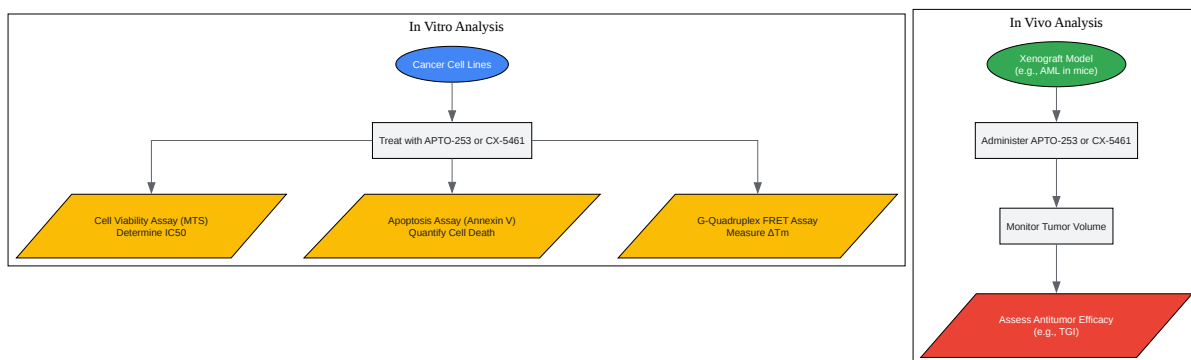 In Vitro Analysis
Cancer Cell Lines
Treat with APTO-253 or CX-5461
Cell Viability Assay (MTS)
Determine IC50
Apoptosis Assay (Annexin V)
Quantify Cell Death
G-Quadruplex FRET Assay
Measure ΔTm
In Vivo Analysis
Xenograft Model
(e.g., AML in mice)
Administer APTO-253 or CX-5461
Monitor Tumor Volume
Assess Antitumor Efficacy
(e.g., TGI)